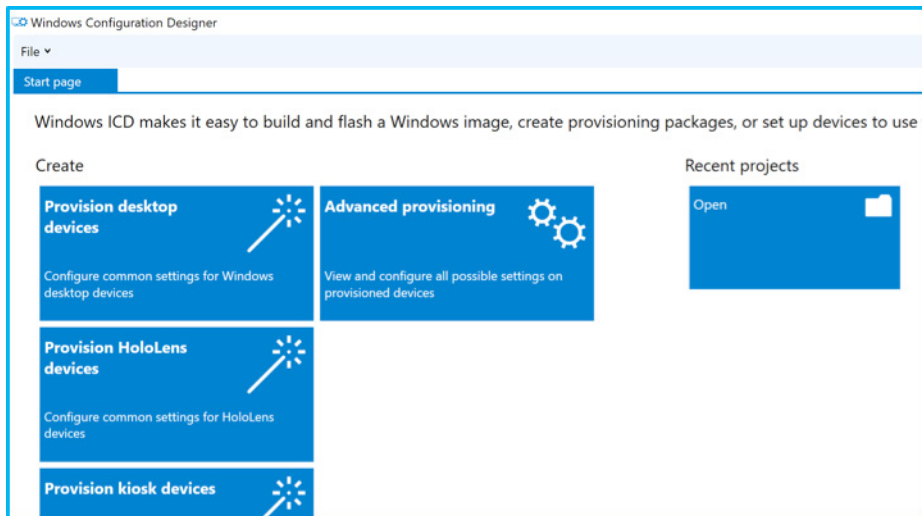 Windows Configuration Designer
File
Start page
Windows ICD makes it easy to build and flash a Windows image, create provisioning packages, or set up devices to use
Create
Recent projects
Provision desktop
devices
Configure common settings for Windows
desktop devices
Advanced provisioning
View and configure all possible settings on
provisioned devices
Open
Provision HoloLens
devices
Configure common settings for HoloLens
devices
Provision kiosk devices